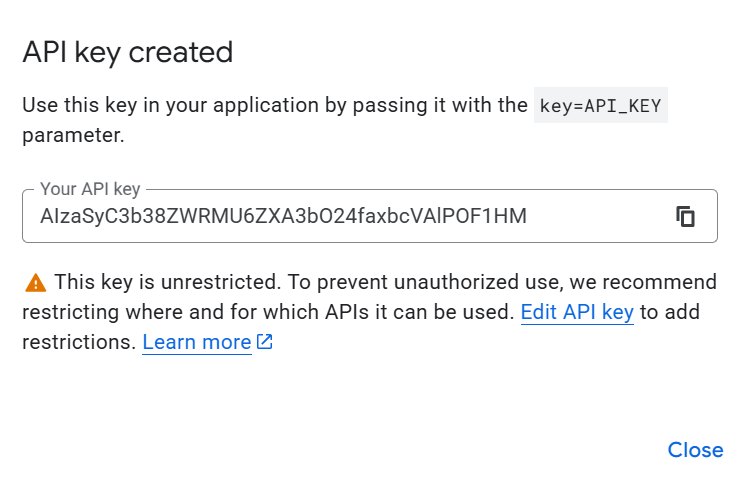 API key created
Use this key in your application by passing it with the key=API_KEY
parameter.
Your API key
AIzaSyC3b38ZWRMU6ZXA3bO24faxbcVAlPOF1HM
This key is unrestricted. To prevent unauthorized use, we recommend
restricting where and for which APIs it can be used. Edit API key to add
restrictions. Learn more
Close